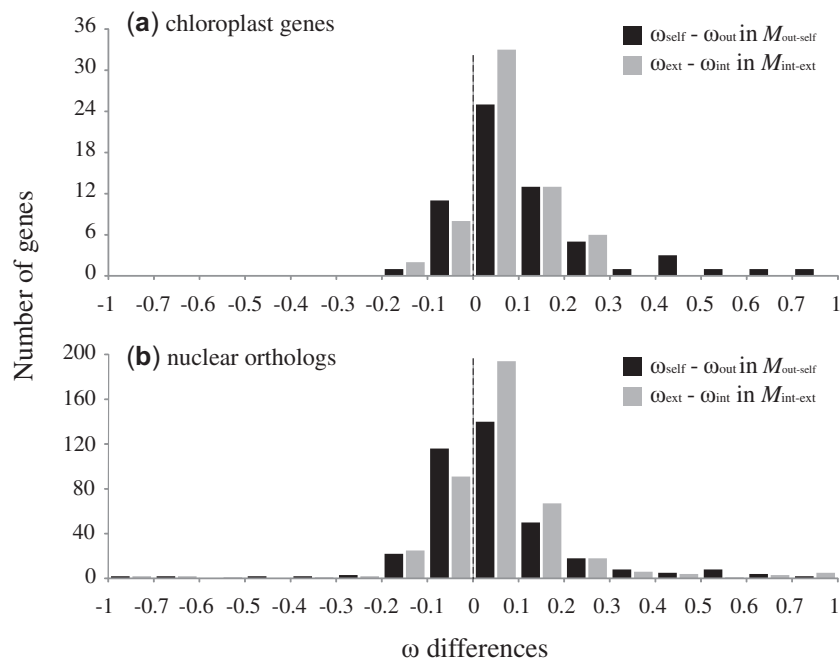 (a) chloroplast genes
ωself - ωout in Mout-self
ωext - ωint in Mint-ext
36
30
24
18
12
6
0
-1 -0.7 -0.6 -0.5 -0.4 -0.3 -0.2 -0.1 0 0.1 0.2 0.3 0.4 0.5 0.6 0.7 1
Number of genes
(b) nuclear orthologs
ωself - ωout in Mout-self
ωext - ωint in Mint-ext
200
160
120
80
40
0
-1 -0.7 -0.6 -0.5 -0.4 -0.3 -0.2 -0.1 0 0.1 0.2 0.3 0.4 0.5 0.6 0.7 1
ω differences